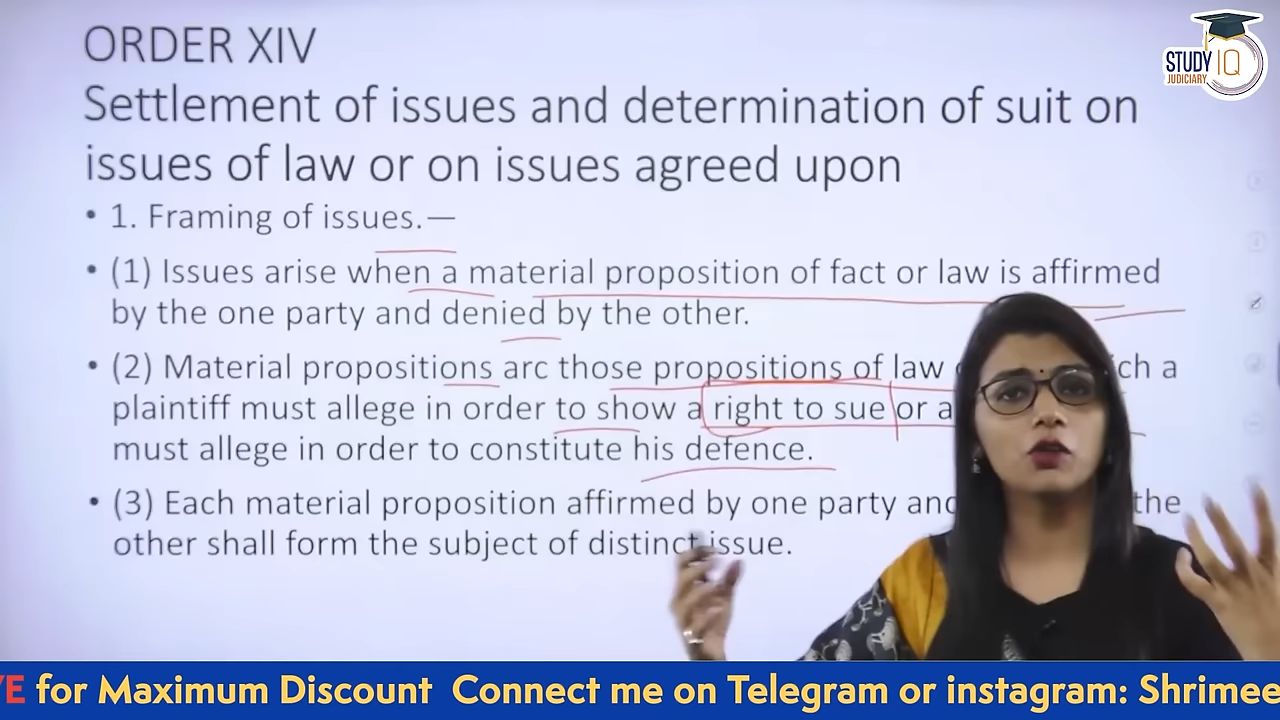 ORDER XIV
STUDY IQ
JUDICIARY
Settlement of issues and determination of suit on
issues of law or on issues agreed upon
• 1. Framing of issues.—
• (1) Issues arise when a material proposition of fact or law is affirmed
by the one party and denied by the other.
• (2) Material propositions arc those propositions of law ch a
plaintiff must allege in order to show a right to sue or a
must allege in order to constitute his defence.
• (3) Each material proposition affirmed by one party and the
other shall form the subject of distinct issue.
YE for Maximum Discount Connect me on Telegram or instagram: Shrimee